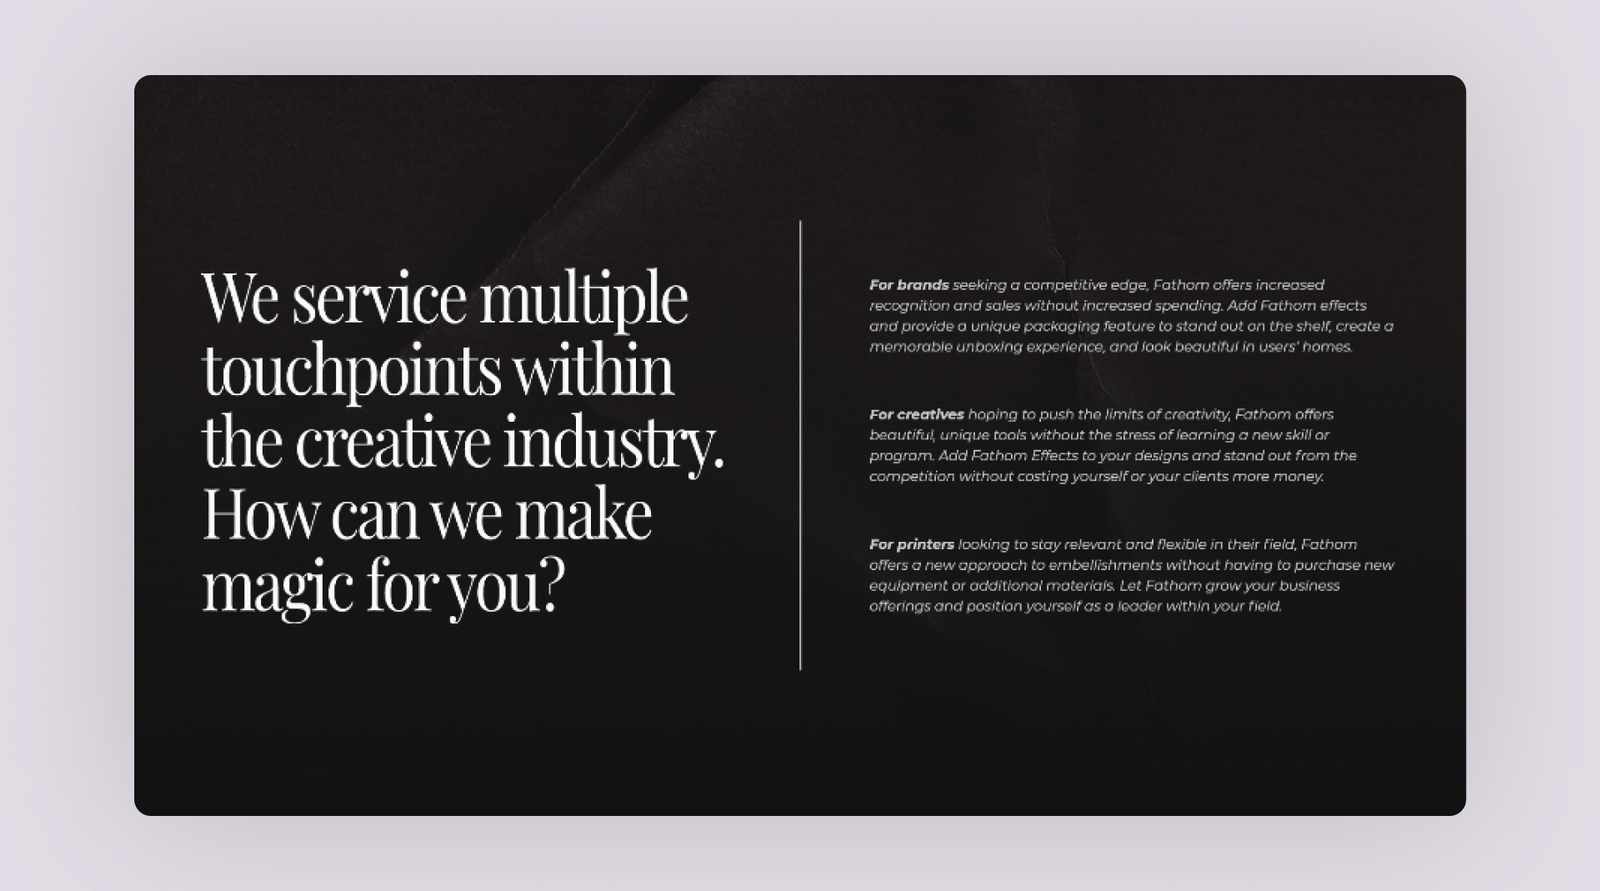 We service multiple
touchpoints within
the creative industry.
How can we make
magic for you?
For brands seeking a competitive edge, Fathom offers increased
recognition and sales without increased spending. Add Fathom effects
and provide a unique packaging feature to stand out on the shelf, create a
memorable unboxing experience, and look beautiful in users' homes.
For creatives hoping to push the limits of creativity, Fathom offers
beautiful, unique tools without the stress of learning a new skill or
program. Add Fathom Effects to your designs and stand out from the
competition without costing yourself or your clients more money.
For printers looking to stay relevant and flexible in their field, Fathom
offers a new approach to embellishments without having to purchase new
equipment or additional materials. Let Fathom grow your business
offerings and position yourself as a leader within your field.